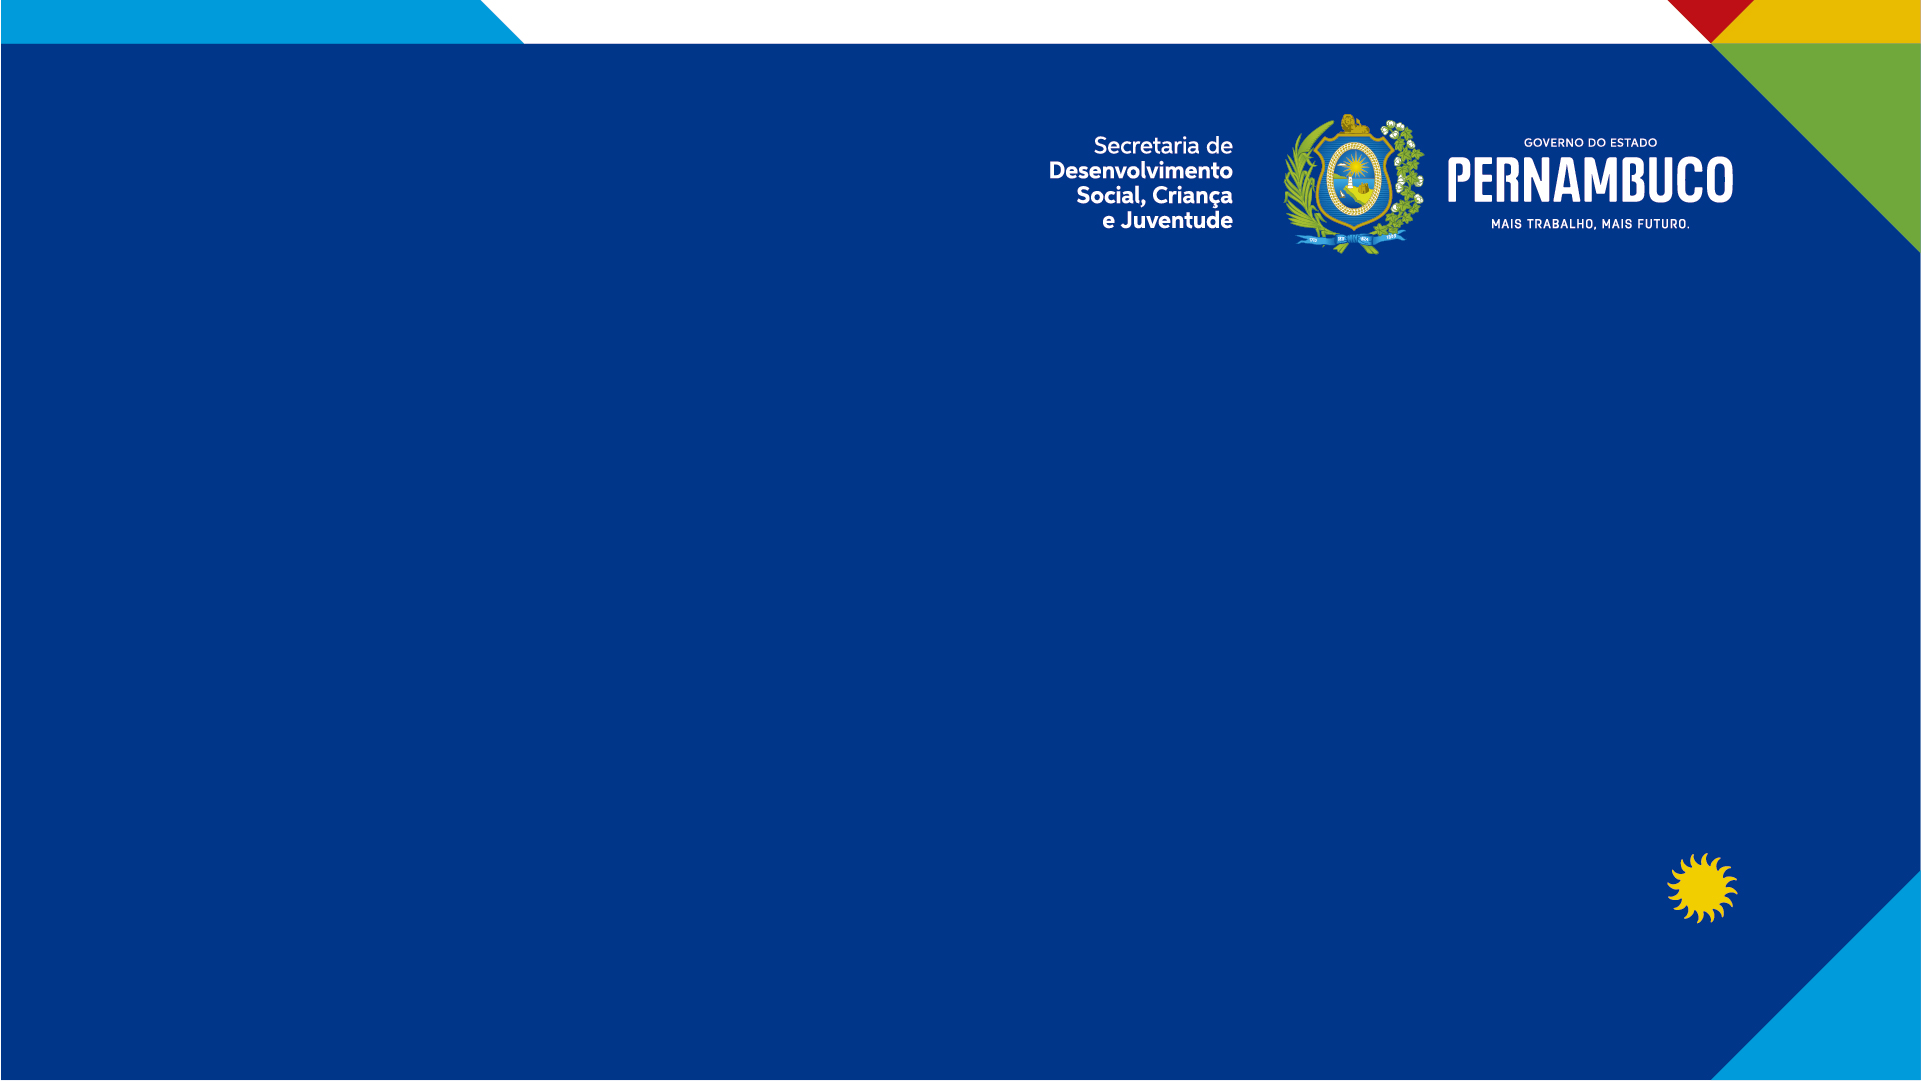 Secretaria de
Desenvolvimento
Social, Criança
e Juventude
GOVERNO DO ESTADO
PERNAMBUCO
MAIS TRABALHO, MAIS FUTURO.